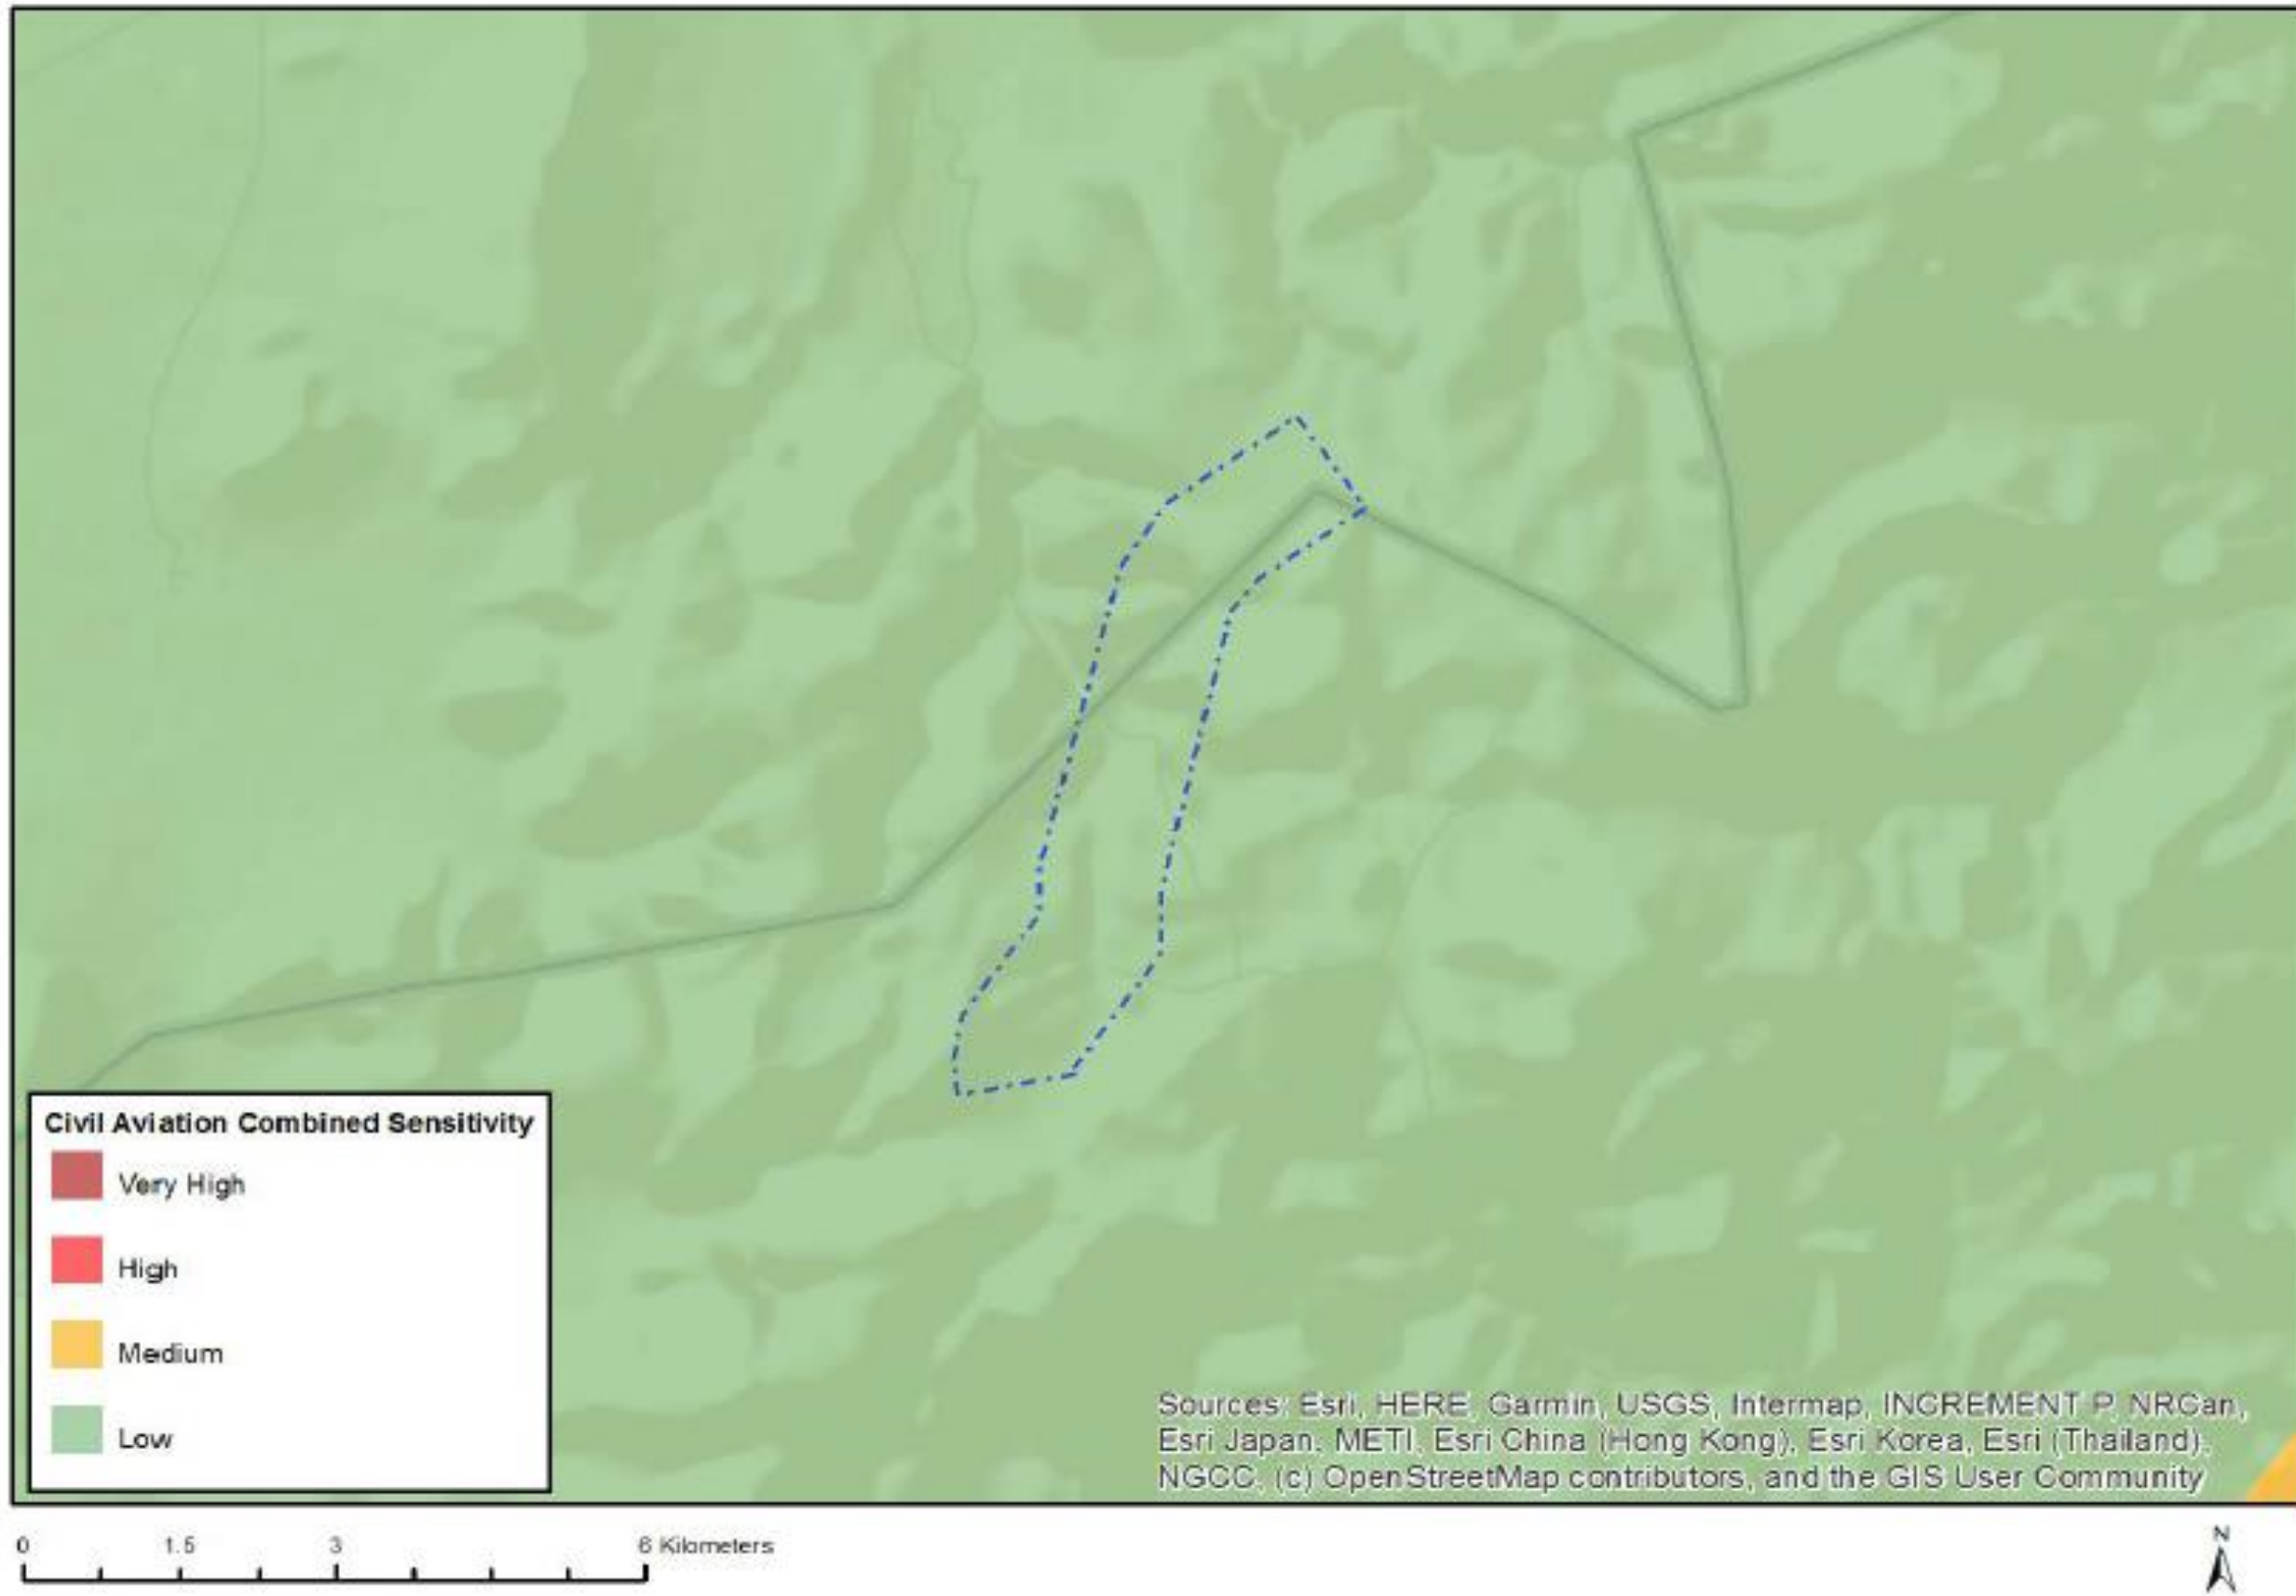 Civil Aviation Combined Sensitivity
Very High
High
Medium
Low
Sources: Esri, HERE, Garmin, USGS, Intermap, INCREMENT P, NRCan,
Esri Japan, METI, Esri China (Hong Kong), Esri Korea, Esri (Thailand),
NGCC, (c) OpenStreetMap contributors, and the GIS User Community
0 1.5 3 6 Kilometers
N